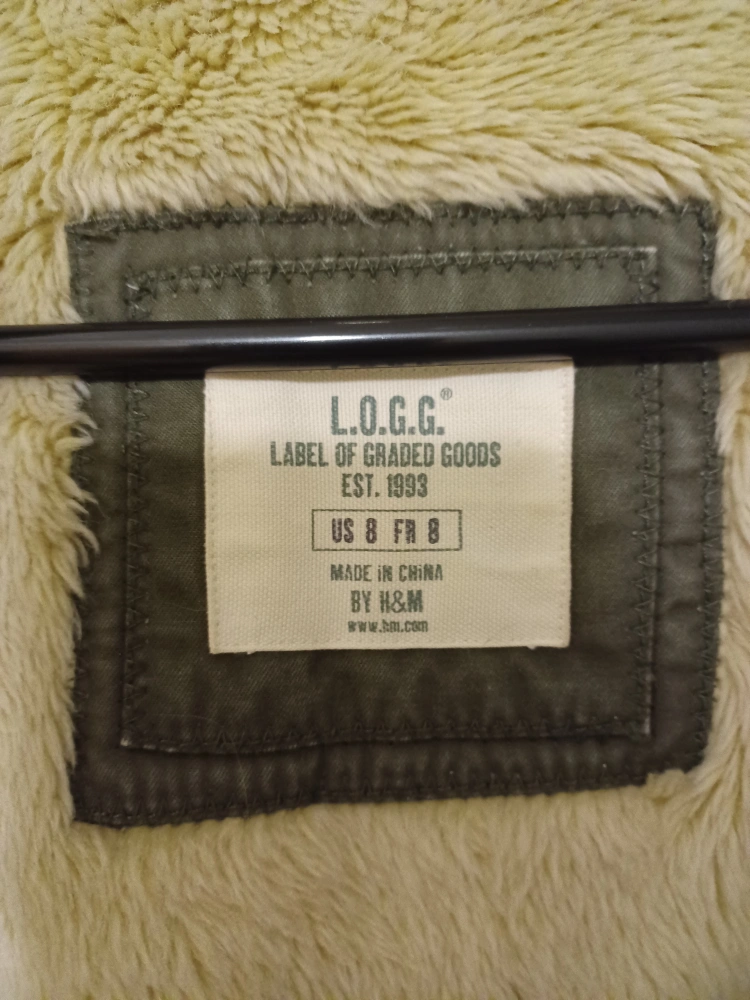 L.O.G.G.®
LABEL OF GRADED GOODS
EST. 1993
US 8 FR 8
MADE IN CHINA
BY H&M
www.hm.com